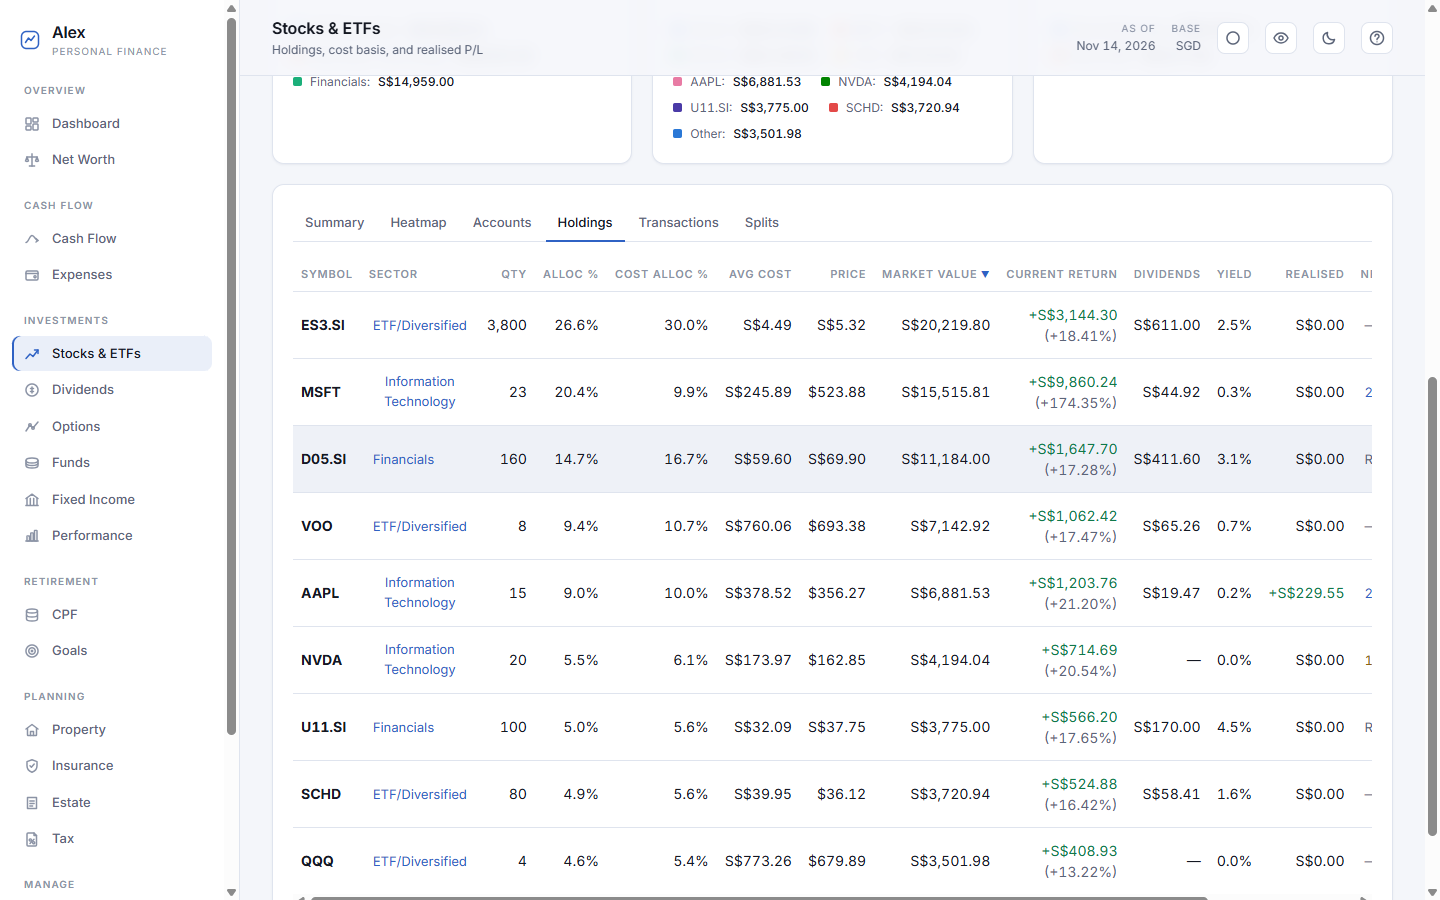 Alex
PERSONAL FINANCE
OVERVIEW
Dashboard
Net Worth
CASH FLOW
Cash Flow
Expenses
INVESTMENTS
Stocks & ETFs
Dividends
Options
Funds
Fixed Income
Performance
RETIREMENT
CPF
Goals
PLANNING
Property
Insurance
Estate
Tax
MANAGE
Stocks & ETFs
Holdings, cost basis, and realised P/L
AS OF
Nov 14, 2026
BASE
SGD
Financials: S$14,959.00
AAPL: S$6,881.53 NVDA: S$4,194.04
U11.SI: S$3,775.00 SCHD: S$3,720.94
Other: S$3,501.98
Summary Heatmap Accounts Holdings Transactions Splits
SYMBOL SECTOR QTY ALLOC % COST ALLOC % AVG COST PRICE MARKET VALUE ▼ CURRENT RETURN DIVIDENDS YIELD REALISED
ES3.SI ETF/Diversified 3,800 26.6% 30.0% S$4.49 S$5.32 S$20,219.80 +S$3,144.30 (+18.41%) S$611.00 2.5% S$0.00 –
MSFT Information Technology 23 20.4% 9.9% S$245.89 $523.88 S$15,515.81 +S$9,860.24 (+174.35%) S$44.92 0.3% S$0.00 2
D05.SI Financials 160 14.7% 16.7% S$59.60 S$69.90 S$11,184.00 +S$1,647.70 (+17.28%) S$411.60 3.1% S$0.00 R
VOO ETF/Diversified 8 9.4% 10.7% S$760.06 $693.38 S$7,142.92 +S$1,062.42 (+17.47%) S$65.26 0.7% S$0.00 –
AAPL Information Technology 15 9.0% 10.0% S$378.52 $356.27 S$6,881.53 +S$1,203.76 (+21.20%) S$19.47 0.2% +S$229.55 2
NVDA Information Technology 20 5.5% 6.1% S$173.97 $162.85 S$4,194.04 +S$714.69 (+20.54%) — 0.0% S$0.00 1
U11.SI Financials 100 5.0% 5.6% S$32.09 S$37.75 S$3,775.00 +S$566.20 (+17.65%) S$170.00 4.5% S$0.00 R
SCHD ETF/Diversified 80 4.9% 5.6% S$39.95 $36.12 S$3,720.94 +S$524.88 (+16.42%) S$58.41 1.6% S$0.00 –
QQQ ETF/Diversified 4 4.6% 5.4% S$773.26 $679.89 S$3,501.98 +S$408.93 (+13.22%) — 0.0% S$0.00 –